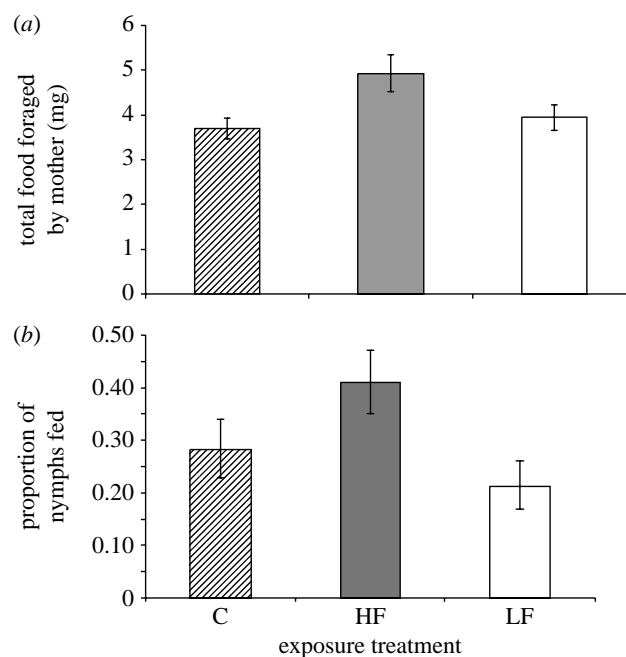 (a)
total food foraged
by mother (mg)
6
5
4
3
2
1
0
(b)
proportion of
nymphs fed
0.50
0.40
0.30
0.20
0.10
0
C HF LF
exposure treatment